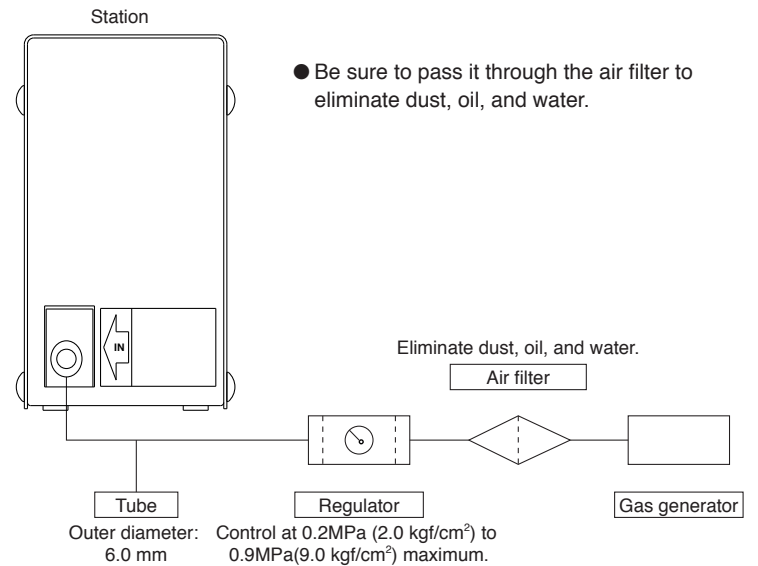 Station
● Be sure to pass it through the air filter to
eliminate dust, oil, and water.
IN
Eliminate dust, oil, and water.
Air filter
Tube
Outer diameter:
6.0 mm
Regulator
Control at 0.2MPa (2.0 kgf/cm²) to
0.9MPa(9.0 kgf/cm²) maximum.
Gas generator